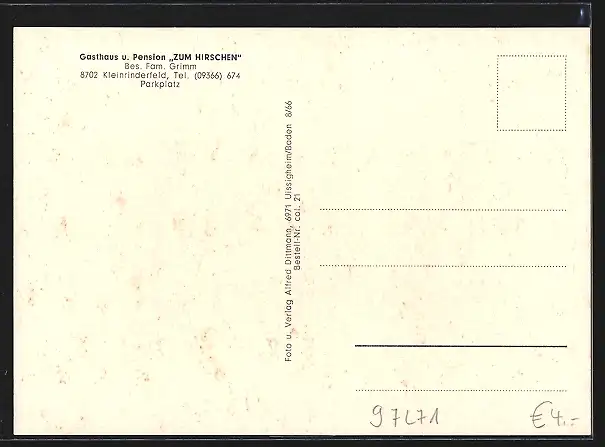 Gasthaus u. Pension „ZUM HIRSCHEN"
Bes. Fam. Grimm
8702 Kleinrinderfeld, Tel. (09366) 674
Parkplatz
Foto u. Verlag Alfred Dittmann, 6971 Uissigheim/Baden 8/66
Bestell-Nr. col. 21
97271
€ 4.-